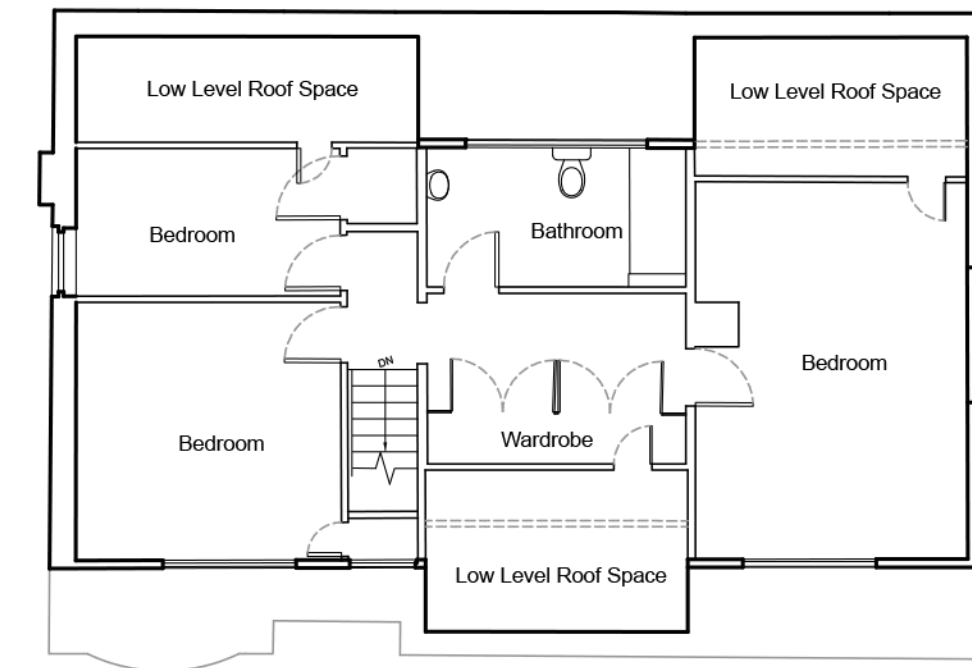 Low Level Roof Space
Low Level Roof Space
Bedroom
Bathroom
DN
Bedroom
Bedroom
Wardrobe
Low Level Roof Space